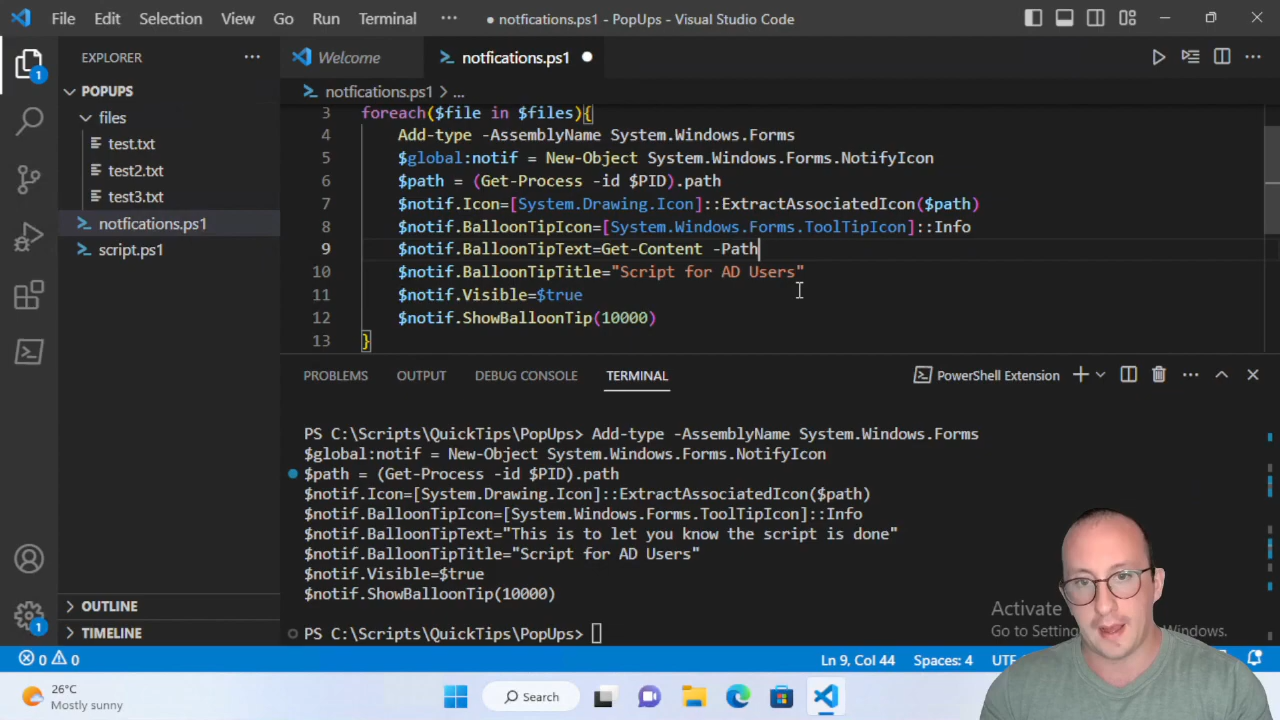 File Edit Selection View Go Run Terminal ··· ● notfications.ps1 - PopUps - Visual Studio Code
EXPLORER ···
Welcome
notfications.ps1 ●
POPUPS
files
test.txt
test2.txt
test3.txt
notfications.ps1
script.ps1
OUTLINE
TIMELINE
1
1
notfications.ps1 > ...
3 foreach($file in $files){
4 Add-type -AssemblyName System.Windows.Forms
5 $global:notif = New-Object System.Windows.Forms.NotifyIcon
6 $path = (Get-Process -id $PID).path
7 $notif.Icon=[System.Drawing.Icon]::ExtractAssociatedIcon($path)
8 $notif.BalloonTipIcon=[System.Windows.Forms.ToolTipIcon]::Info
9 $notif.BalloonTipText=Get-Content -Path
10 $notif.BalloonTipTitle="Script for AD Users"
11 $notif.Visible=$true
12 $notif.ShowBalloonTip(10000)
13 }
PROBLEMS OUTPUT DEBUG CONSOLE TERMINAL PowerShell Extension
PS C:\Scripts\QuickTips\PopUps> Add-type -AssemblyName System.Windows.Forms
$global:notif = New-Object System.Windows.Forms.NotifyIcon
$path = (Get-Process -id $PID).path
$notif.Icon=[System.Drawing.Icon]::ExtractAssociatedIcon($path)
$notif.BalloonTipIcon=[System.Windows.Forms.ToolTipIcon]::Info
$notif.BalloonTipText="This is to let you know the script is done"
$notif.BalloonTipTitle="Script for AD Users"
$notif.Visible=$true
$notif.ShowBalloonTip(10000)
PS C:\Scripts\QuickTips\PopUps>
Activate
Go to Setting Windows.
0 0 Ln 9, Col 44 Spaces: 4 UTF
26°C
Mostly sunny
Search